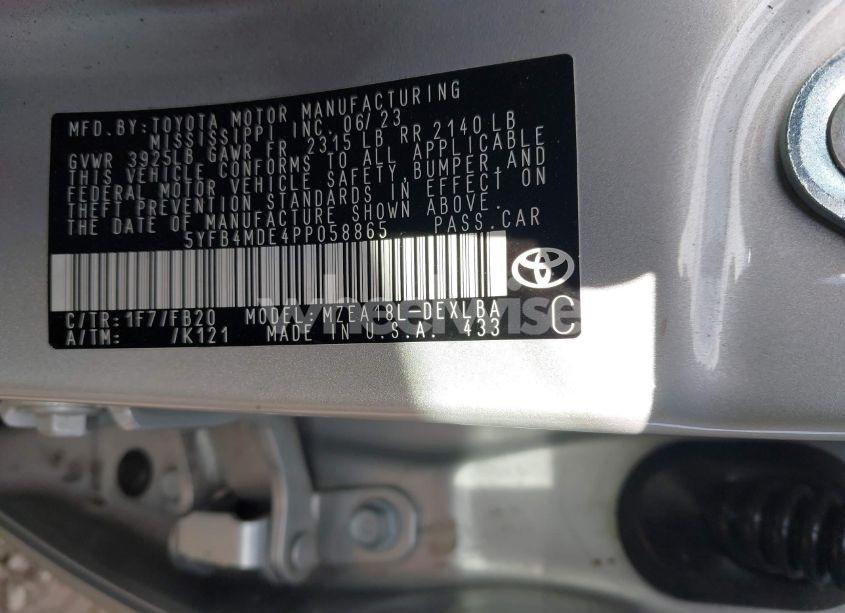 MFD.BY:TOYOTA MOTOR MANUFACTURING
MISSISSIPPI INC. 06/23
GVWR 3925LB GAWR FR 2315 LB RR 2140 LB
THIS VEHICLE CONFORMS TO ALL APPLICABLE
FEDERAL MOTOR VEHICLE SAFETY,BUMPER,AND
THEFT PREVENTION STANDARDS IN EFFECT ON
THE DATE OF MANUFACTURE SHOWN ABOVE.
5YFB4MDE4PP058865 PASS.CAR
C/TR:1F7/FB20 MODEL:MZEA18L-DEXLBA
A/TM: /K121 MADE IN U.S.A. 433 C
wheelwise